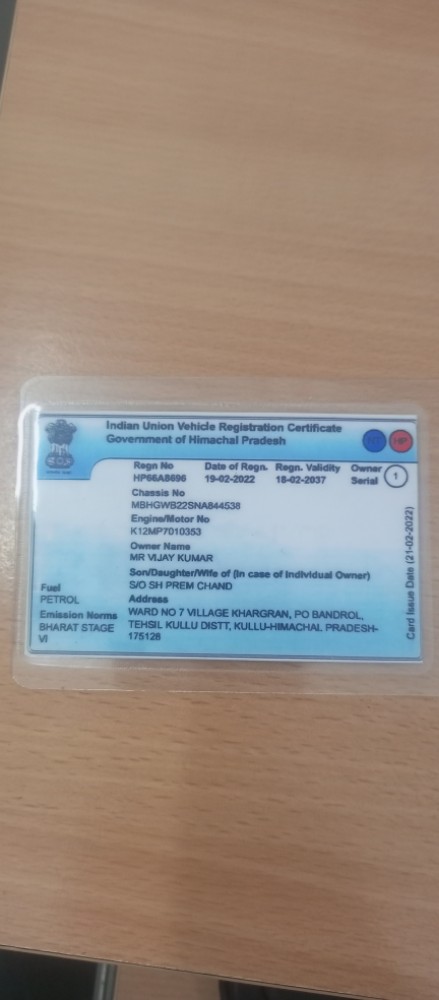 Indian Union Vehicle Registration Certificate
Government of Himachal Pradesh
NT HP
Regn No Date of Regn. Regn. Validity Owner Serial
HP66A8696 19-02-2022 18-02-2037 1
Chassis No
MBHGWB22SNA844538
Engine/Motor No
K12MP7010353
Owner Name
MR VIJAY KUMAR
Son/Daughter/Wife of (In case of Individual Owner)
S/O SH PREM CHAND
Fuel
PETROL
Emission Norms
BHARAT STAGE
VI
Address
WARD NO 7 VILLAGE KHARGRAN, PO BANDROL,
TEHSIL KULLU DISTT, KULLU-HIMACHAL PRADESH-
175128
Card Issue Date (21-02-2022)